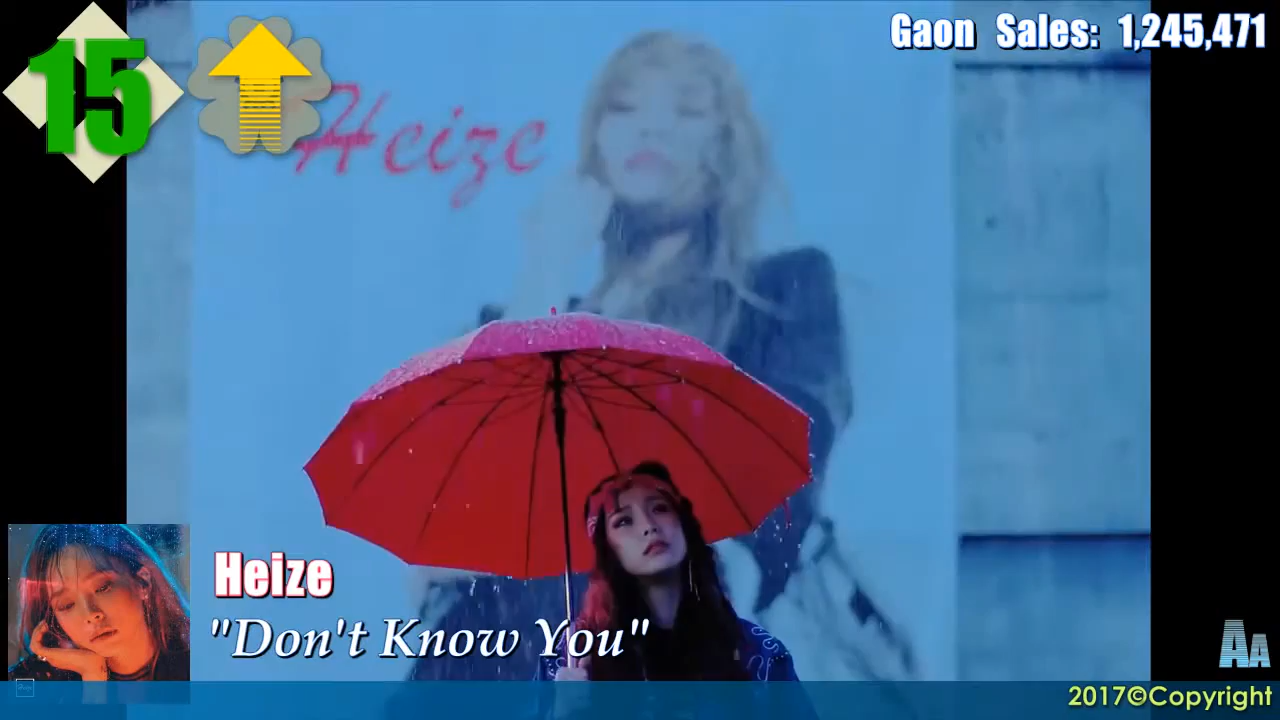 15
Gaon Sales: 1,245,471
Heize
Heize
"Don't Know You"
AA
2017©Copyright